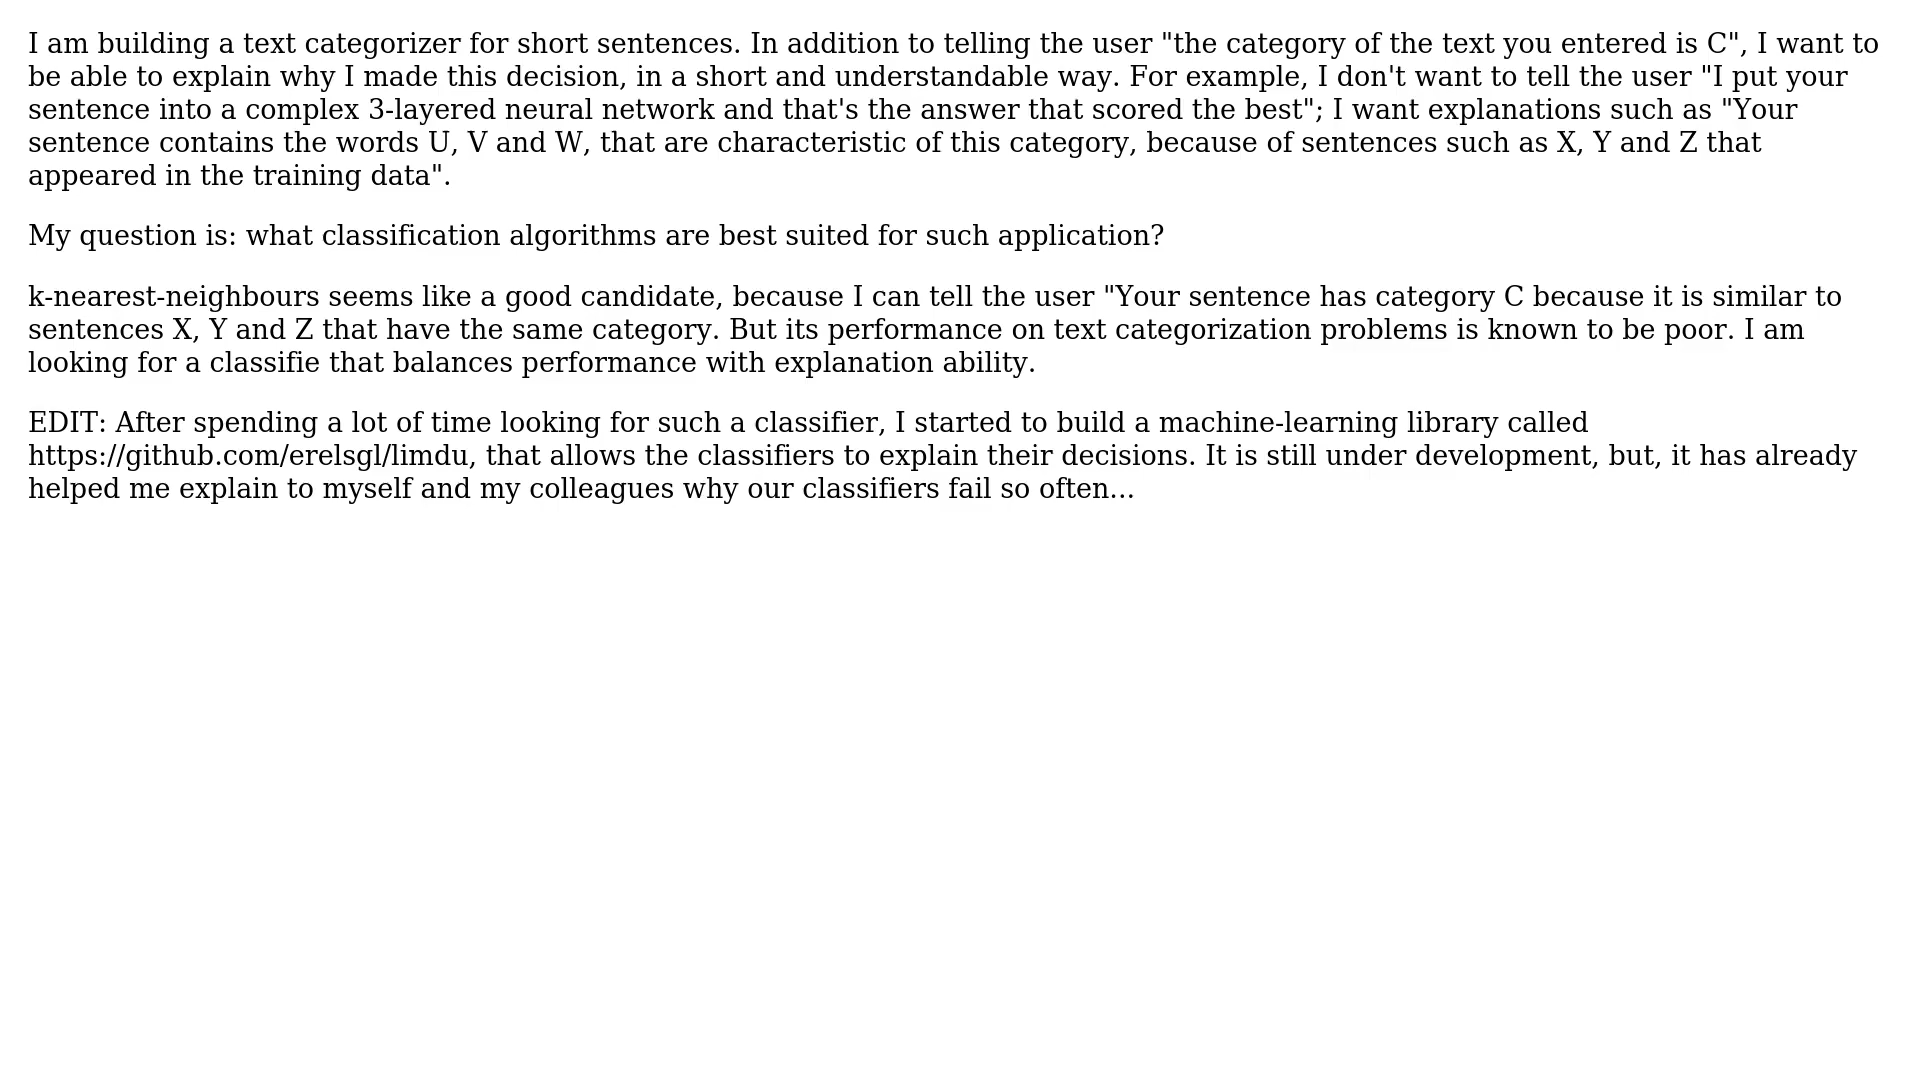 I am building a text categorizer for short sentences. In addition to telling the user "the category of the text you entered is C", I want to
be able to explain why I made this decision, in a short and understandable way. For example, I don't want to tell the user "I put your
sentence into a complex 3-layered neural network and that's the answer that scored the best"; I want explanations such as "Your
sentence contains the words U, V and W, that are characteristic of this category, because of sentences such as X, Y and Z that
appeared in the training data".
My question is: what classification algorithms are best suited for such application?
k-nearest-neighbours seems like a good candidate, because I can tell the user "Your sentence has category C because it is similar to
sentences X, Y and Z that have the same category. But its performance on text categorization problems is known to be poor. I am
looking for a classifie that balances performance with explanation ability.
EDIT: After spending a lot of time looking for such a classifier, I started to build a machine-learning library called
https://github.com/erelsgl/limdu, that allows the classifiers to explain their decisions. It is still under development, but, it has already
helped me explain to myself and my colleagues why our classifiers fail so often...